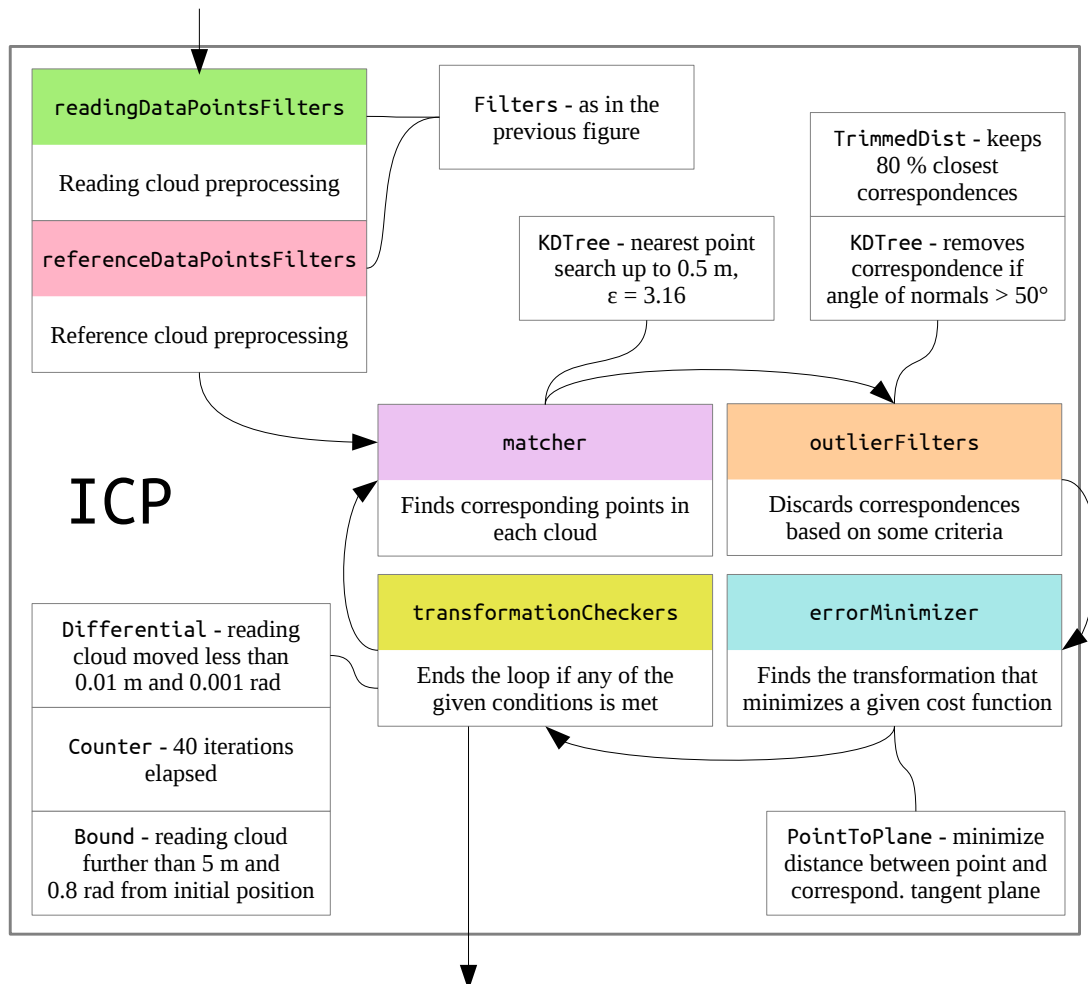 readingDataPointsFilters
Reading cloud preprocessing
referenceDataPointsFilters
Reference cloud preprocessing
Filters - as in the
previous figure
TrimmedDist - keeps
80 % closest
correspondences
KDTree - nearest point
search up to 0.5 m,
ε = 3.16
KDTree - removes
correspondence if
angle of normals > 50°
matcher
Finds corresponding points in
each cloud
outlierFilters
Discards correspondences
based on some criteria
ICP
transformationCheckers
Ends the loop if any of the
given conditions is met
errorMinimizer
Finds the transformation that
minimizes a given cost function
Differential - reading
cloud moved less than
0.01 m and 0.001 rad
Counter - 40 iterations
elapsed
Bound - reading cloud
further than 5 m and
0.8 rad from initial position
PointToPlane - minimize
distance between point and
correspond. tangent plane